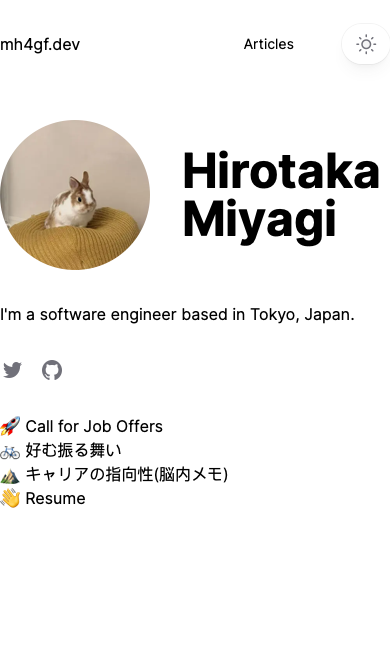 mh4gf.dev
Articles
Hirotaka
Miyagi
I'm a software engineer based in Tokyo, Japan.
🚀 Call for Job Offers
🚲 好む振る舞い
⛰️ キャリアの指向性(脳内メモ)
👋 Resume